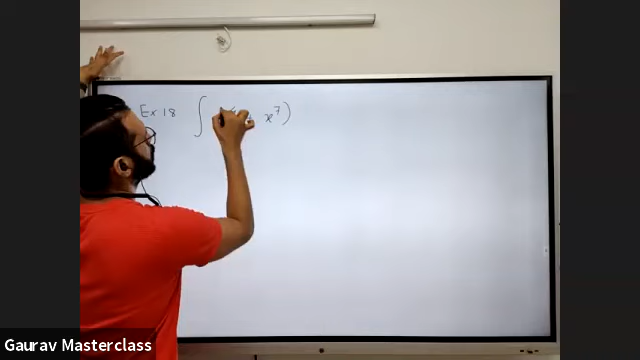 Ex 18 ∫ x⁷)
Gaurav Masterclass